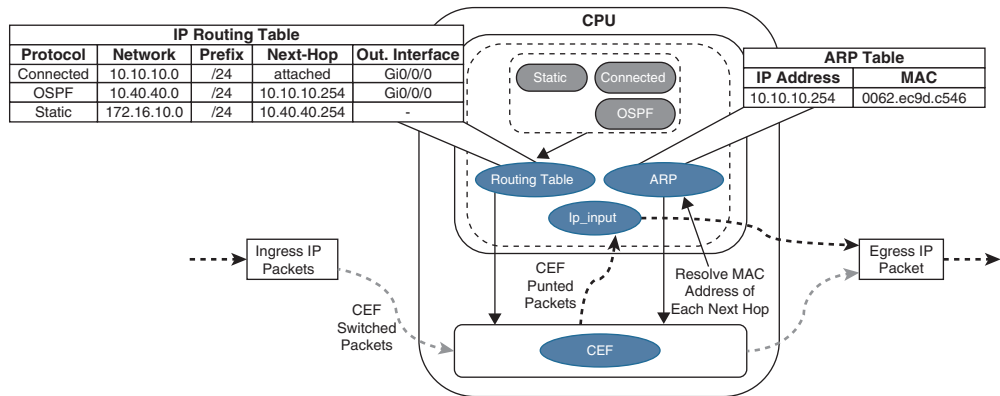 CPU
IP Routing Table
Protocol Network Prefix Next-Hop Out. Interface
Connected 10.10.10.0 /24 attached Gi0/0/0
OSPF 10.40.40.0 /24 10.10.10.254 Gi0/0/0
Static 172.16.10.0 /24 10.40.40.254 -
ARP Table
IP Address MAC
10.10.10.254 0062.ec9d.c546
Static
Connected
OSPF
Routing Table
ARP
Ip_input
Ingress IP
Packets
CEF
Switched
Packets
CEF
Punted
Packets
Resolve MAC
Address of
Each Next Hop
Egress IP
Packet
CEF